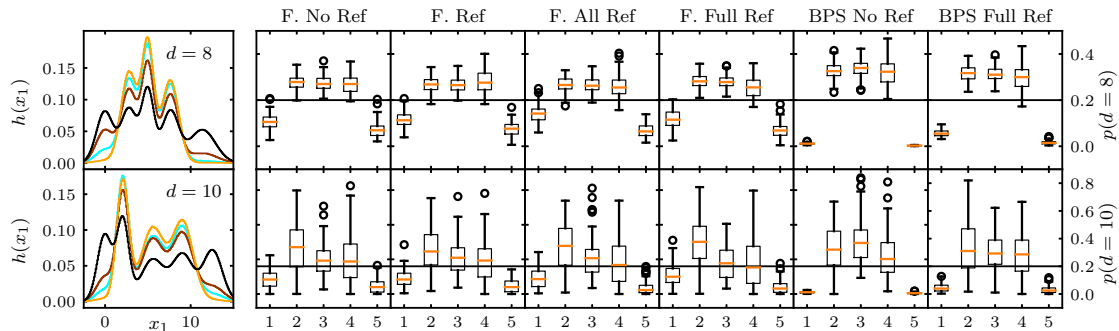 F. No Ref F. Ref F. All Ref F. Full Ref BPS No Ref BPS Full Ref
h(x₁)
0.15
0.10
0.05
0.00
d = 8
0.4
0.2
0.0
p(d = 8)
h(x₁)
0.15
0.10
0.05
0.00
d = 10
0.8
0.6
0.4
0.2
0.0
p(d = 10)
0 x₁ 10
1 2 3 4 5 1 2 3 4 5 1 2 3 4 5 1 2 3 4 5 1 2 3 4 5 1 2 3 4 5